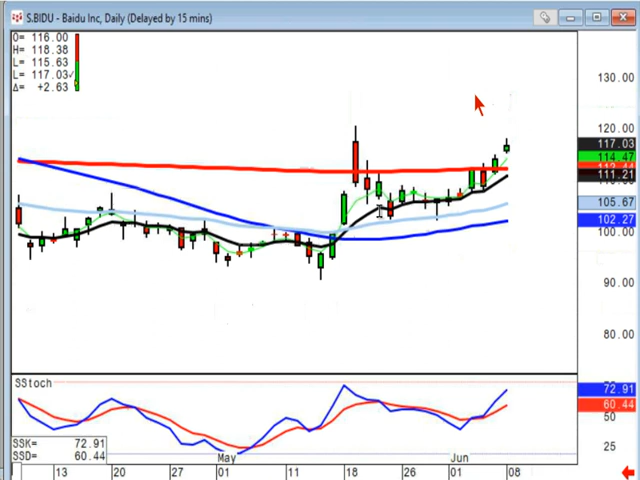 S.BIDU - Baidu Inc, Daily (Delayed by 15 mins)
O= 116.00
H= 118.38
L= 115.63
L= 117.03✓
Δ= +2.63
130.00
120.00
117.03
114.47
111.21
105.67
102.27
100.00
90.00
80.00
SStoch
72.91
60.44
50
25
SSK= 72.91
SSD= 60.44
May
Jun
13
20
27
01
11
18
26
01
08